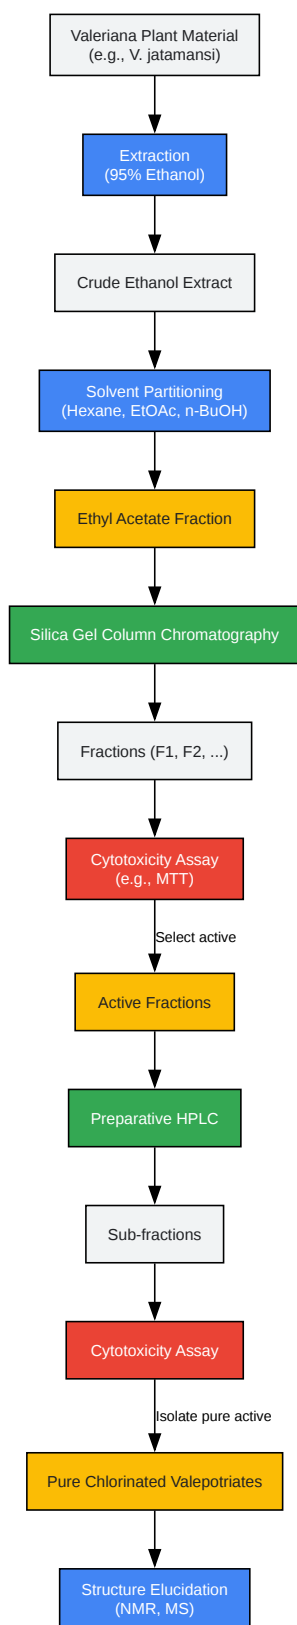 Valeriana Plant Material
(e.g., V. jatamansi)
Extraction
(95% Ethanol)
Crude Ethanol Extract
Solvent Partitioning
(Hexane, EtOAc, n-BuOH)
Ethyl Acetate Fraction
Silica Gel Column Chromatography
Fractions (F1, F2, ...)
Cytotoxicity Assay
(e.g., MTT)
Select active
Active Fractions
Preparative HPLC
Sub-fractions
Cytotoxicity Assay
Isolate pure active
Pure Chlorinated Valepotriates
Structure Elucidation
(NMR, MS)